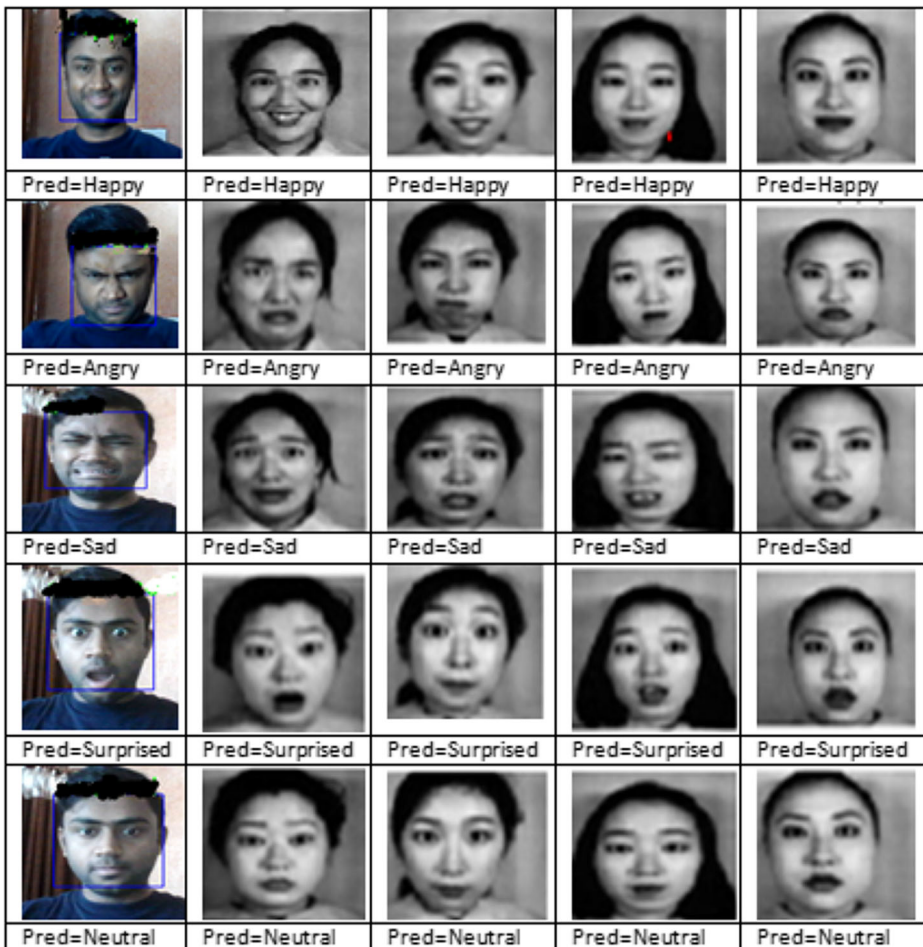 Pred=Happy Pred=Happy Pred=Happy Pred=Happy Pred=Happy
Pred=Angry Pred=Angry Pred=Angry Pred=Angry Pred=Angry
Pred=Sad Pred=Sad Pred=Sad Pred=Sad Pred=Sad
Pred=Surprised Pred=Surprised Pred=Surprised Pred=Surprised Pred=Surprised
Pred=Neutral Pred=Neutral Pred=Neutral Pred=Neutral Pred=Neutral